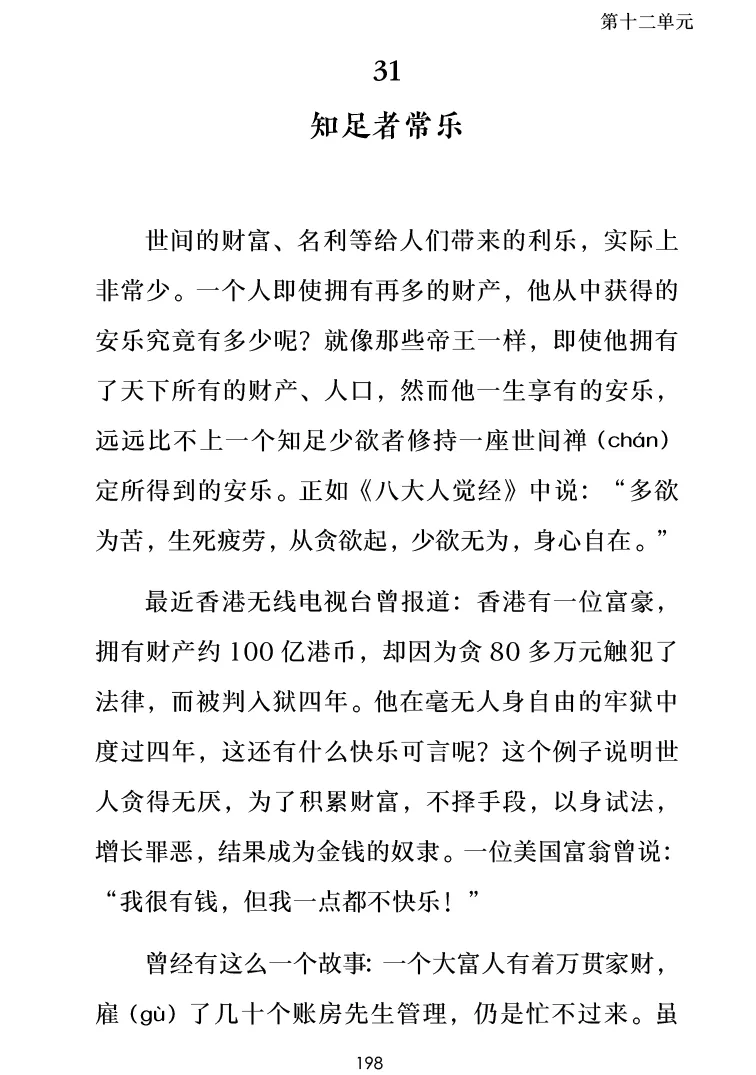 第十二单元
31
知足者常乐
世间的财富、名利等给人们带来的利乐，实际上
非常少。一个人即使拥有再多的财产，他从中获得的
安乐究竟有多少呢？就像那些帝王一样，即使他拥有
了天下所有的财产、人口，然而他一生享有的安乐，
远远比不上一个知足少欲者修持一座世间禅（chán）
定所得到的安乐。正如《八大人觉经》中说：“多欲
为苦，生死疲劳，从贪欲起，少欲无为，身心自在。”
最近香港无线电视台曾报道：香港有一位富豪，
拥有财产约 100 亿港币，却因为贪 80 多万元触犯了
法律，而被判入狱四年。他在毫无人身自由的牢狱中
度过四年，这还有什么快乐可言呢？这个例子说明世
人贪得无厌，为了积累财富，不择手段，以身试法，
增长罪恶，结果成为金钱的奴隶。一位美国富翁曾说：
“我很有钱，但我一点都不快乐！”
曾经有这么一个故事：一个大富人有着万贯家财，
雇（gù）了几十个账房先生管理，仍是忙不过来。虽
198